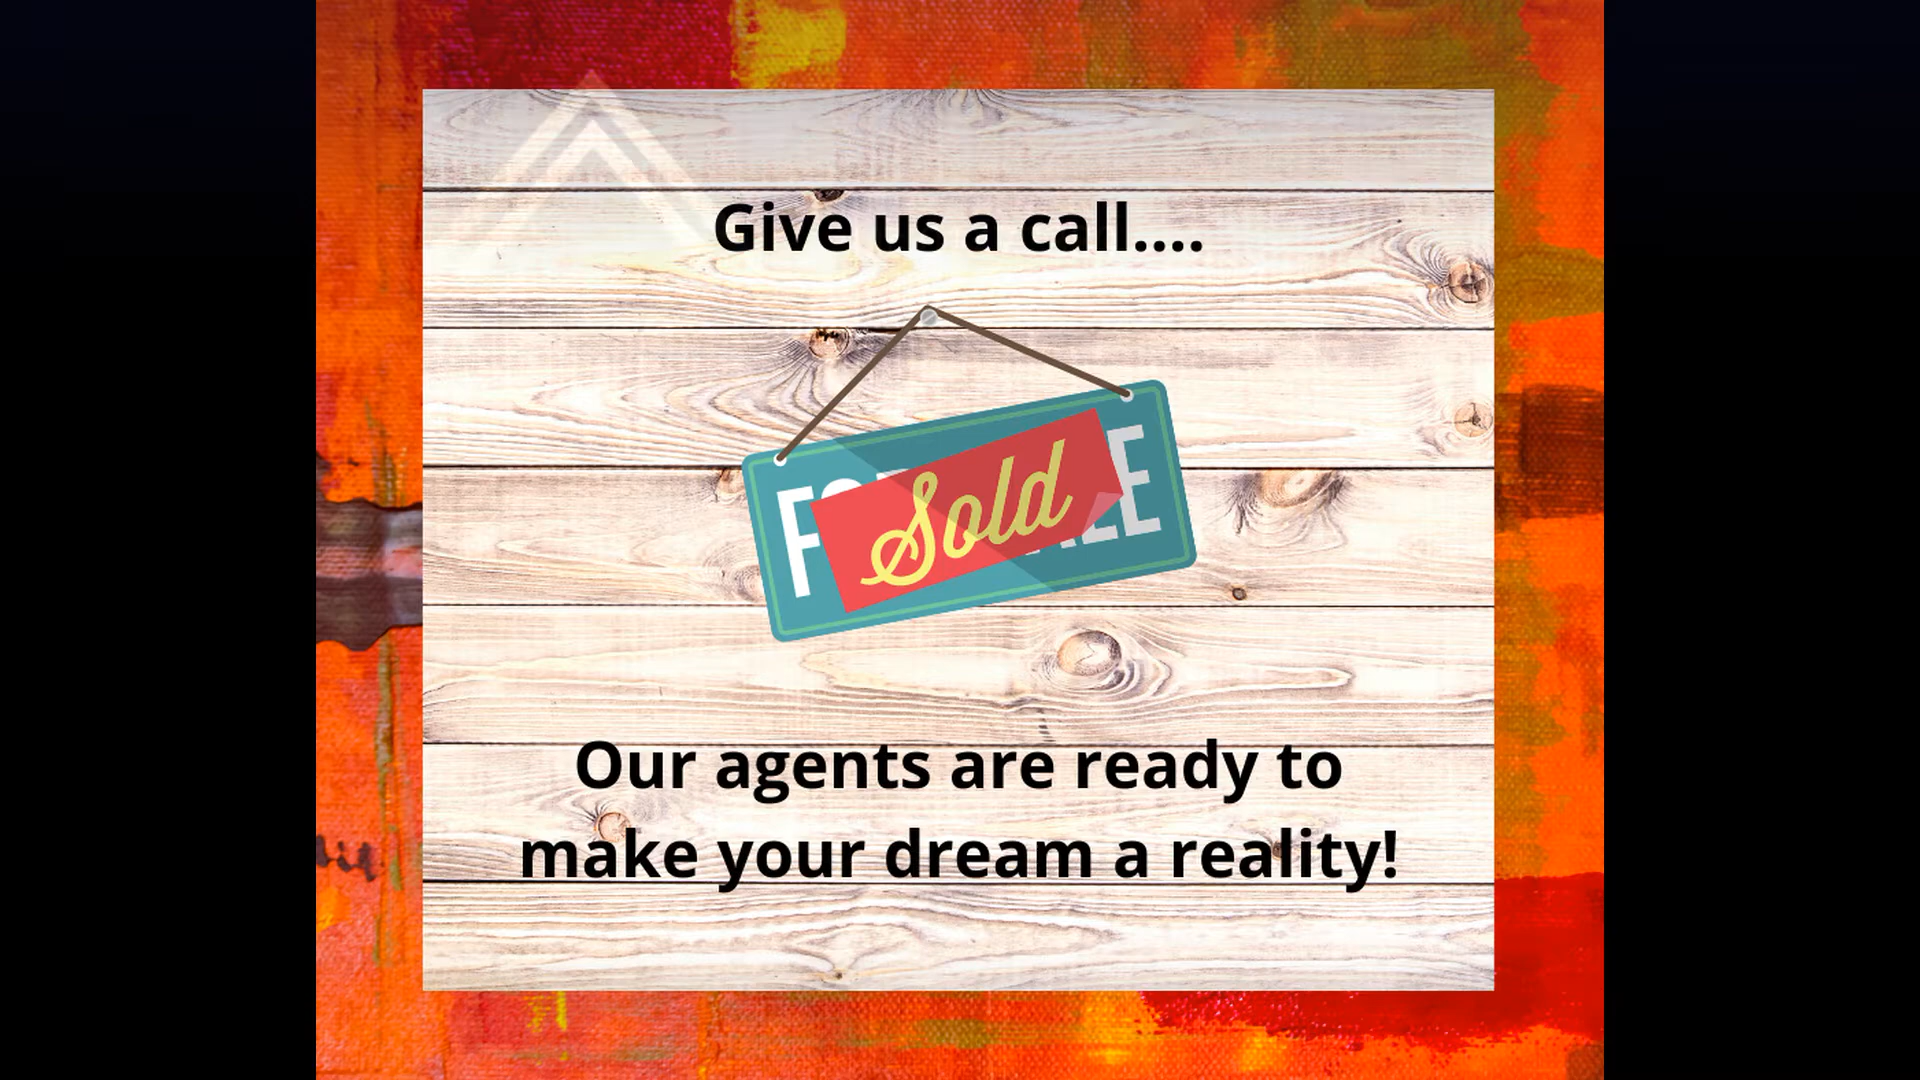 Give us a call....
Sold
Our agents are ready to
make your dream a reality!